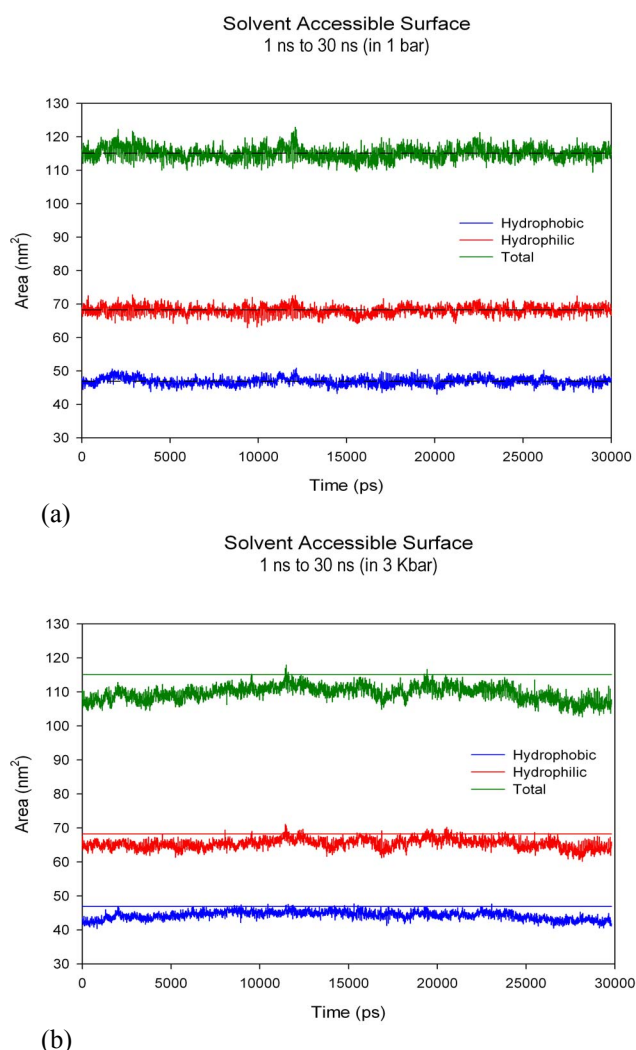 Solvent Accessible Surface
1 ns to 30 ns (in 1 bar)
130
120
110
100
90
80
70
60
50
40
30
Area (nm²)
Hydrophobic
Hydrophilic
Total
0 5000 10000 15000 20000 25000 30000
Time (ps)
(a)
Solvent Accessible Surface
1 ns to 30 ns (in 3 Kbar)
130
120
110
100
90
80
70
60
50
40
30
Area (nm²)
Hydrophobic
Hydrophilic
Total
0 5000 10000 15000 20000 25000 30000
Time (ps)
(b)